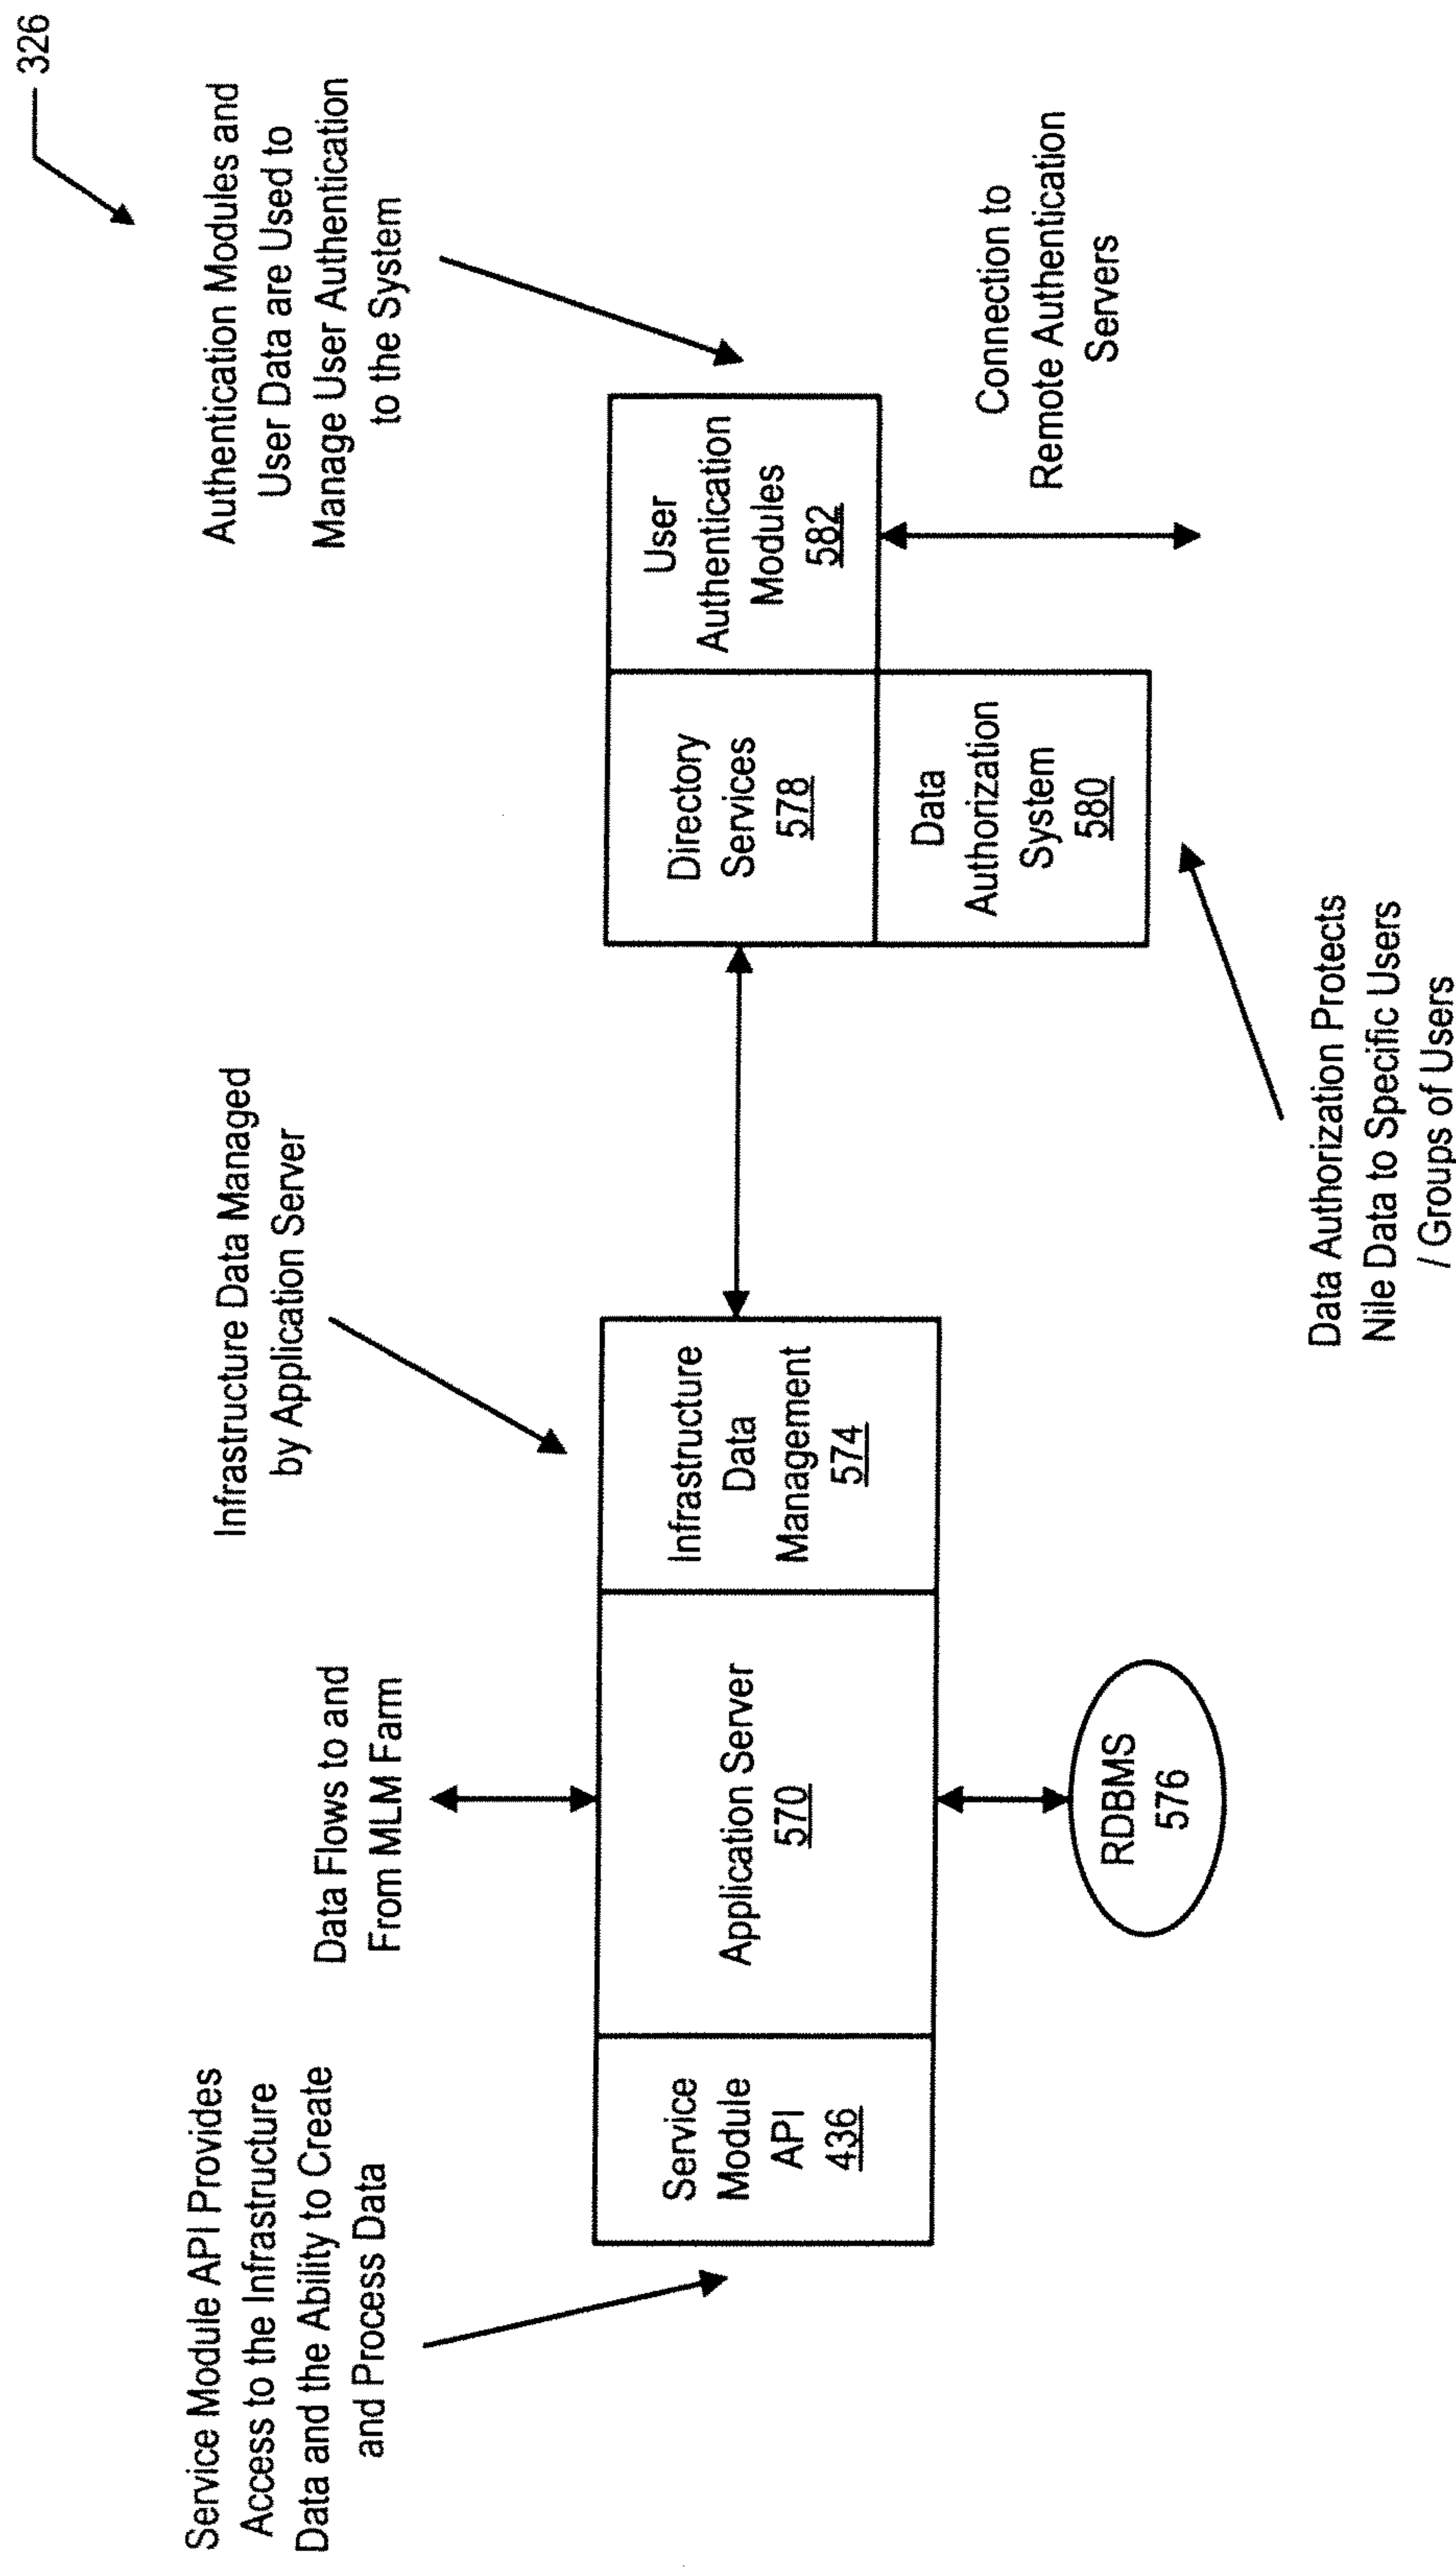 326
Service Module API Provides
Access to the Infrastructure
Data and the Ability to Create
and Process Data
Data Flows to and
From MLM Farm
Infrastructure Data Managed
by Application Server
Authentication Modules and
User Data are Used to
Manage User Authentication
to the System
Service
Module
API
436
Application Server
570
Infrastructure
Data
Management
574
Directory
Services
578
User
Authentication
Modules
582
Data
Authorization
System
580
RDBMS
576
Connection to
Remote Authentication
Servers
Data Authorization Protects
Nile Data to Specific Users
/ Groups of Users